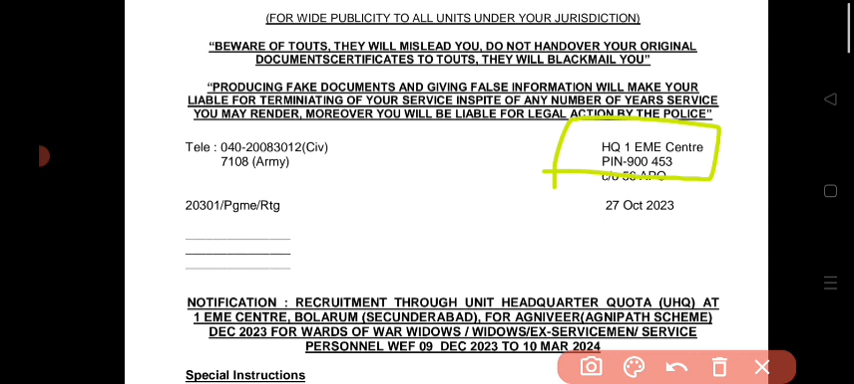 (FOR WIDE PUBLICITY TO ALL UNITS UNDER YOUR JURISDICTION)
“BEWARE OF TOUTS, THEY WILL MISLEAD YOU, DO NOT HANDOVER YOUR ORIGINAL
DOCUMENTSCERTIFICATES TO TOUTS, THEY WILL BLACKMAIL YOU”
“PRODUCING FAKE DOCUMENTS AND GIVING FALSE INFORMATION WILL MAKE YOUR
LIABLE FOR TERMINATING OF YOUR SERVICE INSPITE OF ANY NUMBER OF YEARS SERVICE
YOU MAY RENDER, MOREOVER YOU WILL BE LIABLE FOR LEGAL ACTION BY THE POLICE”
Tele : 040-20083012(Civ) HQ 1 EME Centre
7108 (Army) PIN-900 453
c/o 56 APO
20301/Pgme/Rtg 27 Oct 2023
NOTIFICATION : RECRUITMENT THROUGH UNIT HEADQUARTER QUOTA (UHQ) AT
1 EME CENTRE, BOLARUM (SECUNDERABAD), FOR AGNIVEER(AGNIPATH SCHEME)
DEC 2023 FOR WARDS OF WAR WIDOWS / WIDOWS/EX-SERVICEMEN/ SERVICE
PERSONNEL WEF 09 DEC 2023 TO 10 MAR 2024
Special Instructions